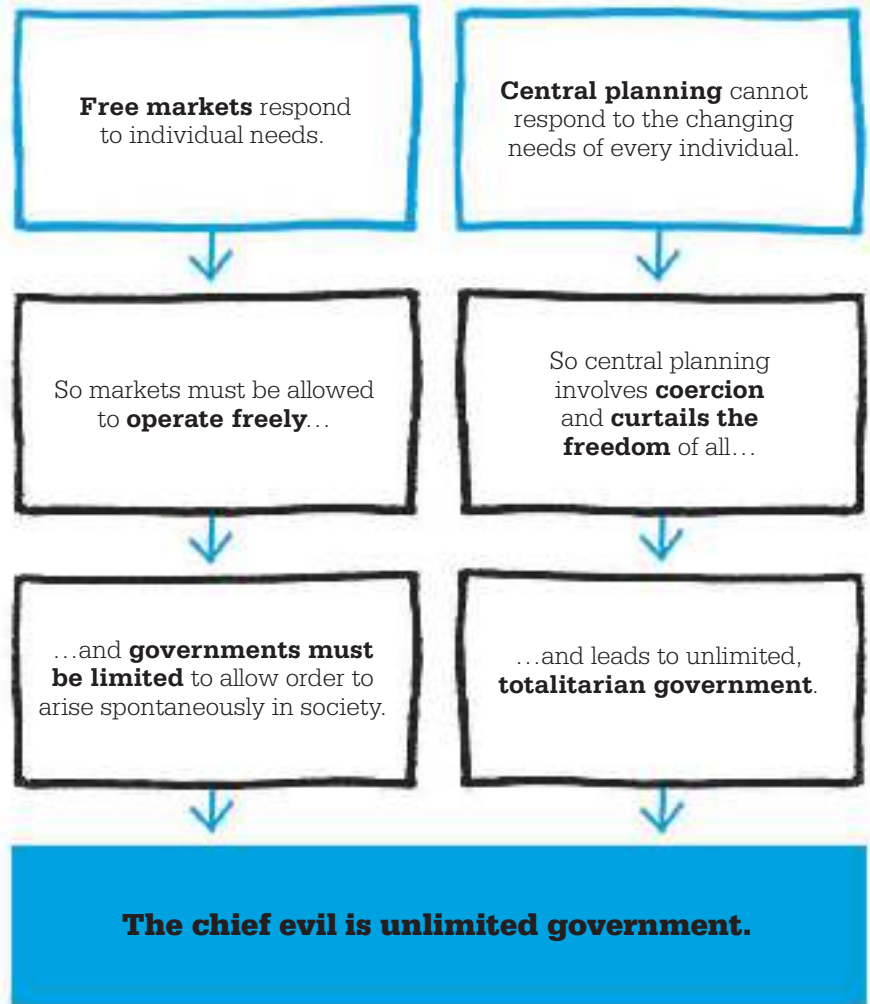 Free markets respond
to individual needs.
Central planning cannot
respond to the changing
needs of every individual.
So markets must be allowed
to operate freely…
So central planning
involves coercion
and curtails the
freedom of all…
…and governments must
be limited to allow order to
arise spontaneously in society.
…and leads to unlimited,
totalitarian government.
The chief evil is unlimited government.